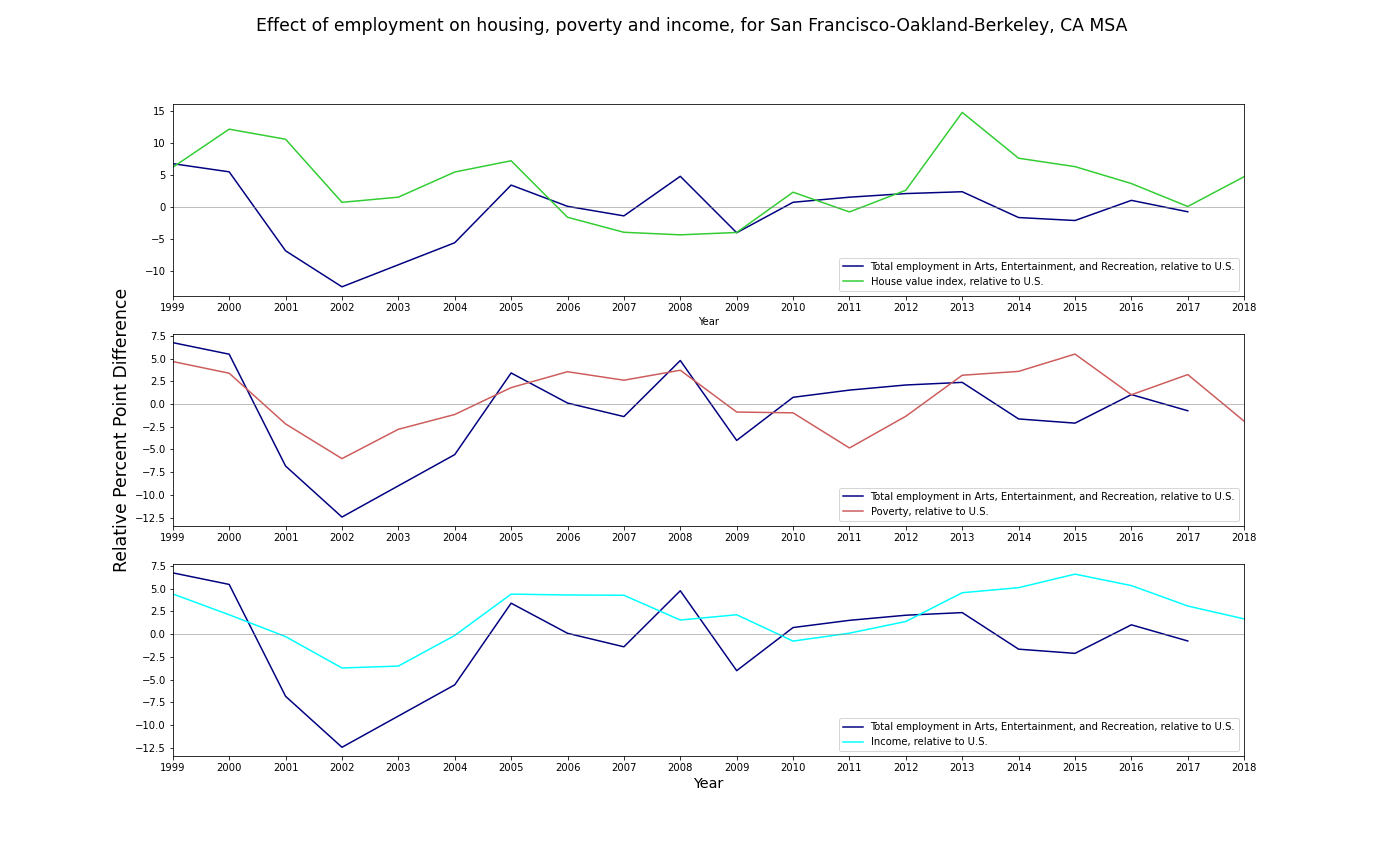 Effect of employment on housing, poverty and income, for San Francisco-Oakland-Berkeley, CA MSA
Relative Percent Point Difference
15
10
5
0
−5
−10
Total employment in Arts, Entertainment, and Recreation, relative to U.S.
House value index, relative to U.S.
1999 2000 2001 2002 2003 2004 2005 2006 2007 2008 2009 2010 2011 2012 2013 2014 2015 2016 2017 2018
Year
7.5
5.0
2.5
0.0
−2.5
−5.0
−7.5
−10.0
−12.5
Total employment in Arts, Entertainment, and Recreation, relative to U.S.
Poverty, relative to U.S.
1999 2000 2001 2002 2003 2004 2005 2006 2007 2008 2009 2010 2011 2012 2013 2014 2015 2016 2017 2018
7.5
5.0
2.5
0.0
−2.5
−5.0
−7.5
−10.0
−12.5
Total employment in Arts, Entertainment, and Recreation, relative to U.S.
Income, relative to U.S.
1999 2000 2001 2002 2003 2004 2005 2006 2007 2008 2009 2010 2011 2012 2013 2014 2015 2016 2017 2018
Year